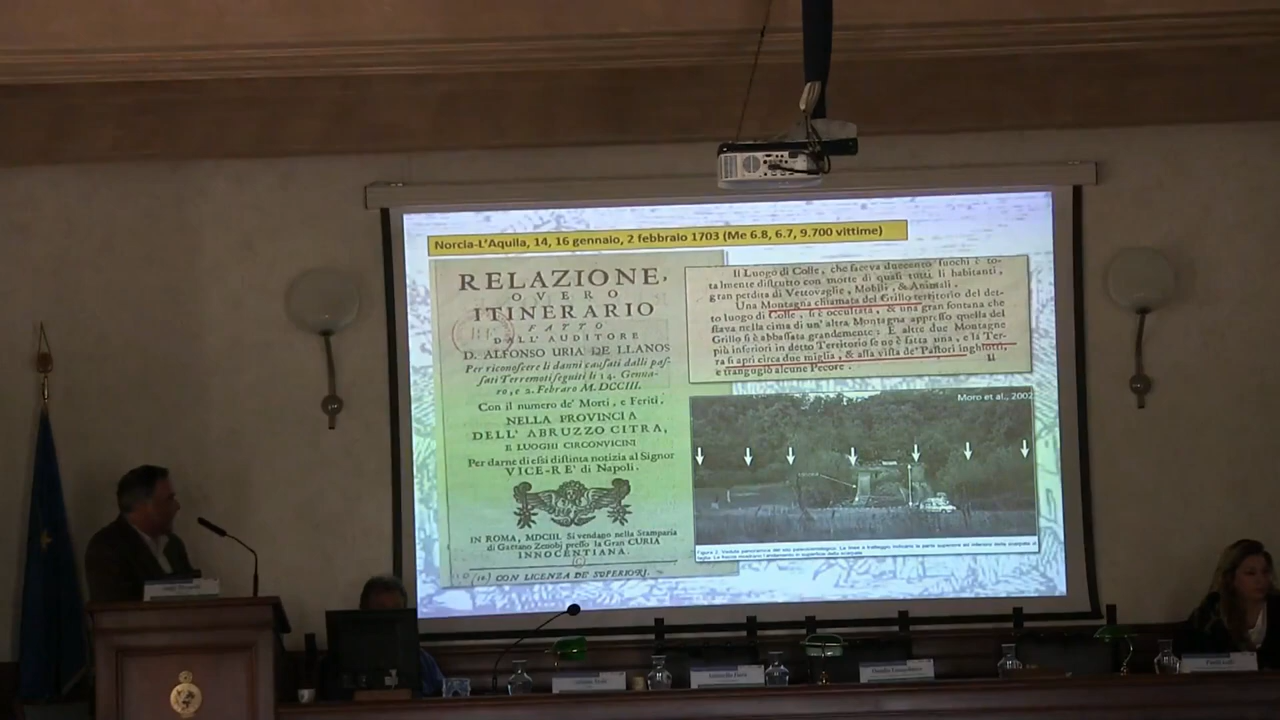 Norcia-L'Aquila, 14, 16 gennaio, 2 febbraio 1703 (Me 6.8, 6.7, 9.700 vittime)
RELAZIONE,
OVERO
ITINERARIO
FATTO
DALL'AUDITORE
D. ALFONSO URIA DE LLANOS
Per riconoscere li danni causati dalli pas-
sati Terremoti seguiti li 14. Genna-
ro, e 2. Febraro M.DCCIII.
Con il numero de' Morti, e Feriti,
NELLA PROVINCIA
DELL' ABRUZZO CITRA,
E LUOGHI CIRCONVICINI
Per darne di essi distinta notizia al Signor
VICE-RE' di Napoli.
IN ROMA, MDCIII. Si vendano nella Stamparia
di Gaetano Zenobj presso la Gran CURIA
INNOCENTIANA.
CON LICENZA DE' SUPERIORI.
Il Luogo di Colle, che faceva duecento fuochi è to-
talmente distrutto con morte di quasi tutti li habitanti,
gran perdita di Vettovaglie, Mobili, & Animali.
Una Montagna chiamata del Grillo territorio del det-
to luogo di Colle, si è occultata, & una gran fontana che
stava nella cima di un'altra Montagna appresso quella del
Grillo si è abbassata grandemente: E altre due Montagne
più inferiori in detto Territorio se no è fatta una, e la Ter-
ra si aprì circa due miglia, & alla vista de' Pastori inghiottì,
e trangugiò alcune Pecore.
Moro et al., 2002